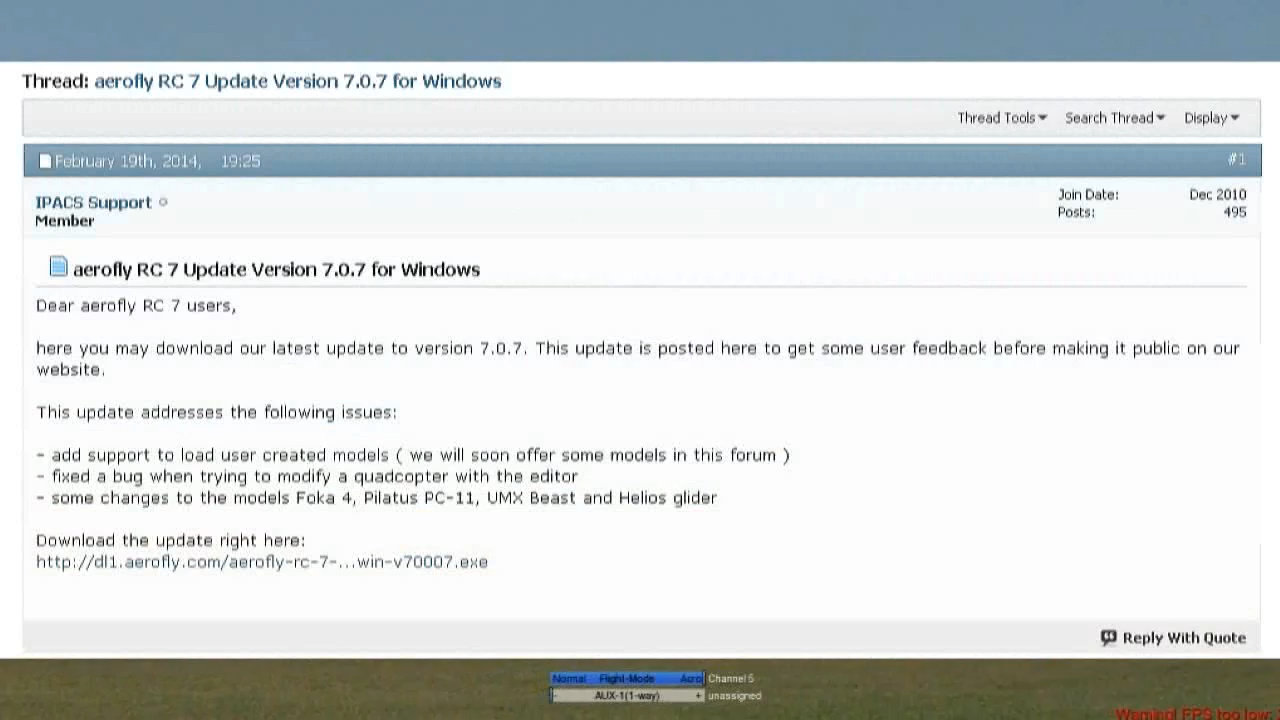 Thread: aerofly RC 7 Update Version 7.0.7 for Windows
Thread Tools Search Thread Display
February 19th, 2014, 19:25 #1
IPACS Support Join Date: Dec 2010
Member Posts: 495
aerofly RC 7 Update Version 7.0.7 for Windows
Dear aerofly RC 7 users,
here you may download our latest update to version 7.0.7. This update is posted here to get some user feedback before making it public on our
website.
This update addresses the following issues:
- add support to load user created models ( we will soon offer some models in this forum )
- fixed a bug when trying to modify a quadcopter with the editor
- some changes to the models Foka 4, Pilatus PC-11, UMX Beast and Helios glider
Download the update right here:
http://dl1.aerofly.com/aerofly-rc-7-...win-v70007.exe
Reply With Quote
Normal Flight-Mode Acro Channel 5
- AUX-1(1-way) + unassigned
Warning! FPS too low: